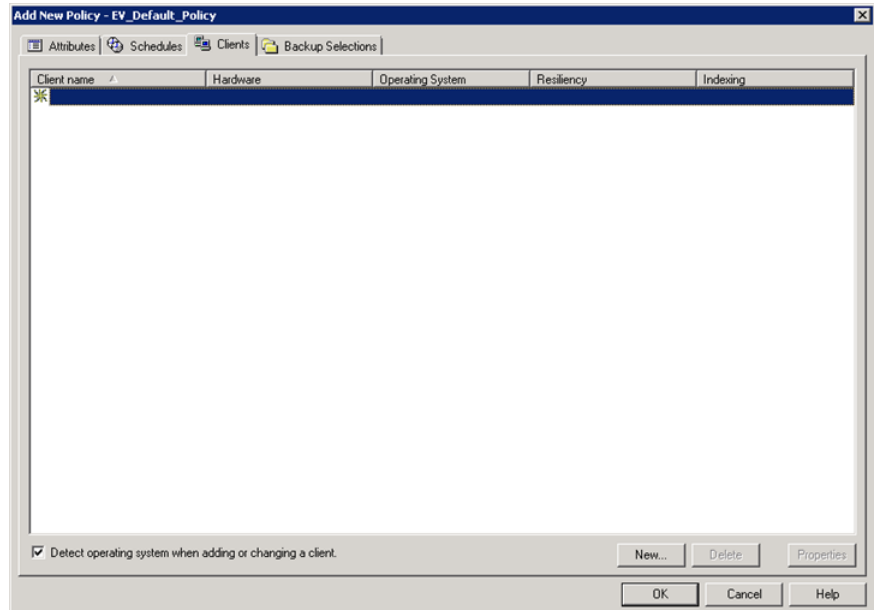 Add New Policy - EV_Default_Policy
Attributes Schedules Clients Backup Selections
Client name Hardware Operating System Resiliency Indexing
Detect operating system when adding or changing a client.
New... Delete Properties
OK Cancel Help